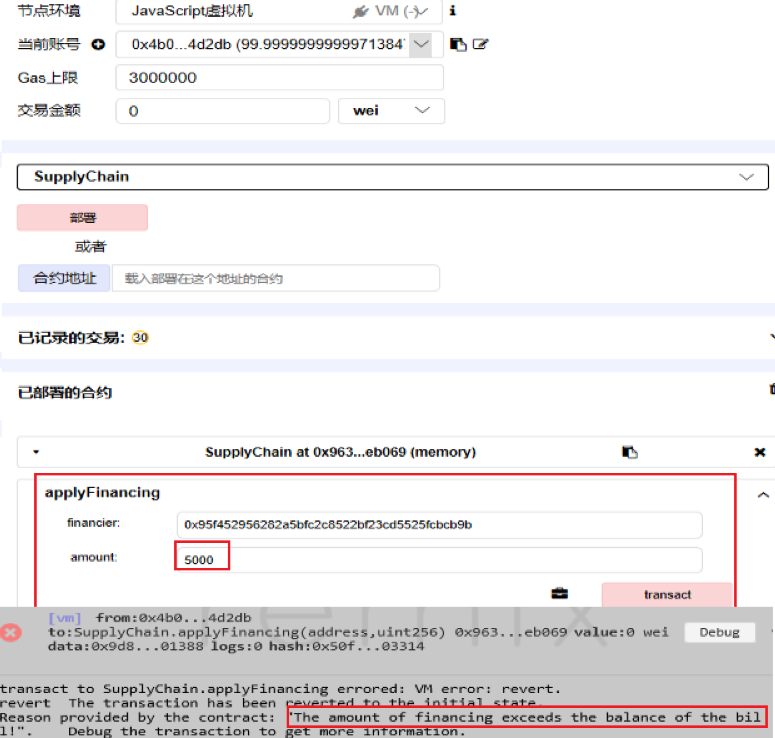 节点环境 JavaScript虚拟机 VM (-) i
当前账号 0x4b0...4d2db (99.9999999999971384
Gas上限 3000000
交易金额 0 wei
SupplyChain
部署
或者
合约地址 载入部署在这个地址的合约
已记录的交易: 30
已部署的合约
SupplyChain at 0x963...eb069 (memory)
applyFinancing
financier: 0x95f452956282a5bfc2c8522bf23cd5525fcbcb9b
amount: 5000
transact
[vm] from:0x4b0...4d2db
to:SupplyChain.applyFinancing(address,uint256) 0x963...eb069 value:0 wei Debug
data:0x9d8...01388 logs:0 hash:0x50f...03314
transact to SupplyChain.applyFinancing errored: VM error: revert.
revert The transaction has been reverted to the initial state.
Reason provided by the contract: "The amount of financing exceeds the balance of the bil
l!". Debug the transaction to get more information.